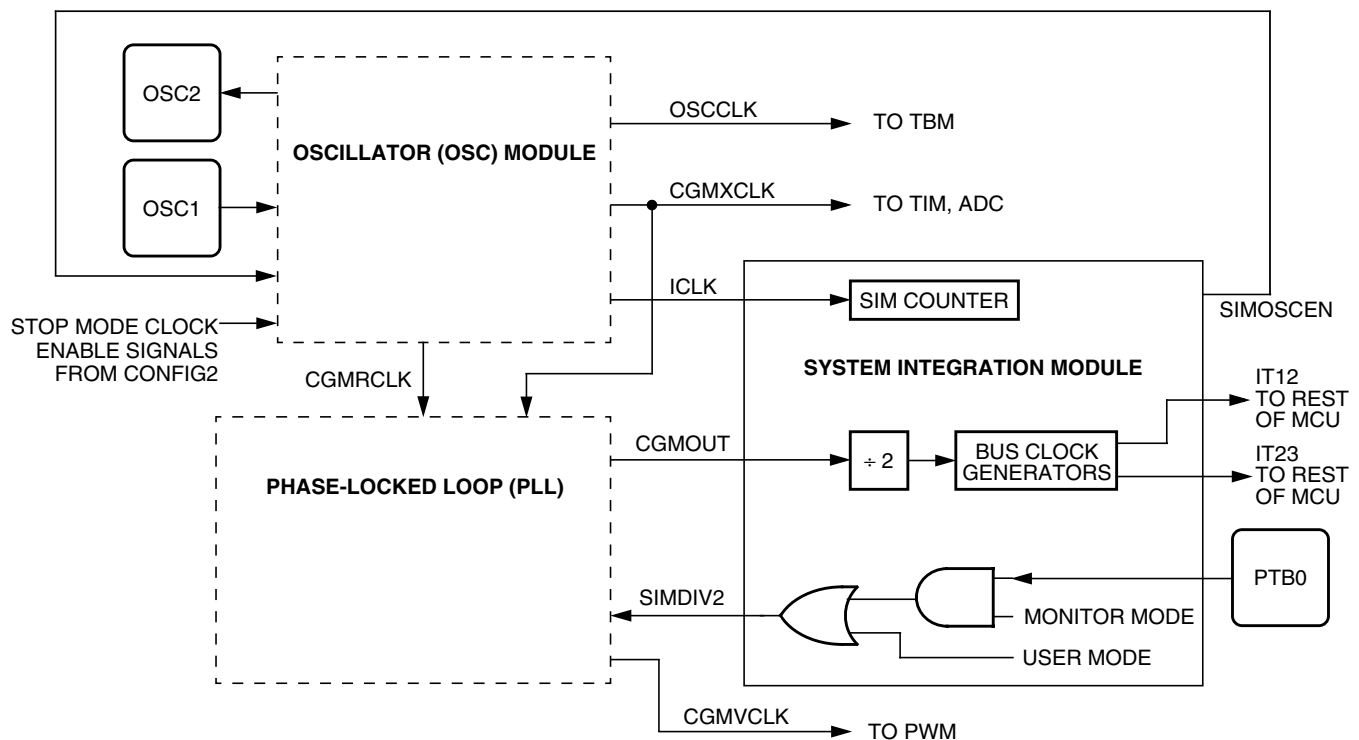 OSC2
OSCCLK
TO TBM
OSCILLATOR (OSC) MODULE
OSC1
CGMXCLK
TO TIM, ADC
ICLK
SIM COUNTER
SIMOSCEN
STOP MODE CLOCK
ENABLE SIGNALS
FROM CONFIG2
CGMRCLK
SYSTEM INTEGRATION MODULE
IT12
TO REST
OF MCU
CGMOUT
÷ 2
BUS CLOCK
GENERATORS
IT23
TO REST
OF MCU
PHASE-LOCKED LOOP (PLL)
PTB0
SIMDIV2
MONITOR MODE
USER MODE
CGMVCLK
TO PWM